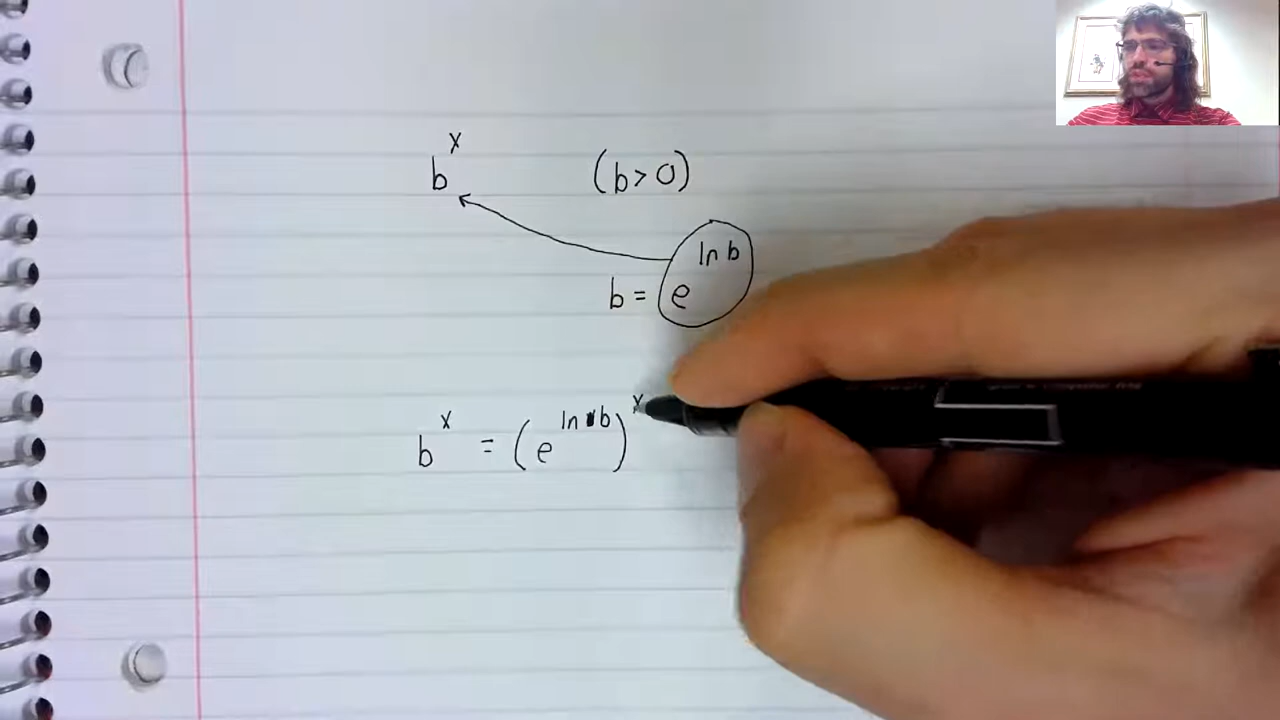 b^x (b > 0)
b = e^{ln b}
b^x = (e^{ln b})^x